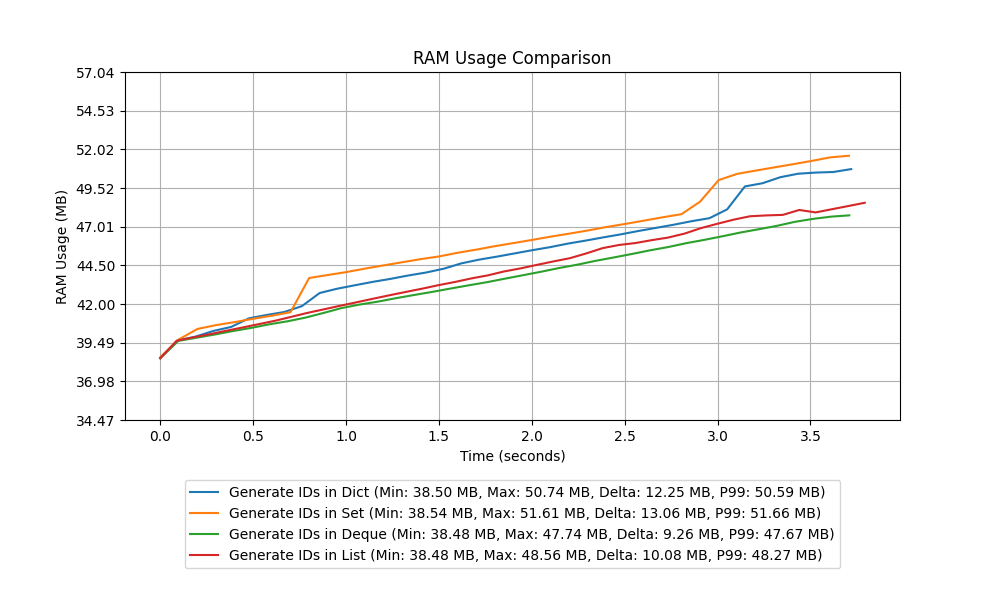 RAM Usage Comparison
57.04
54.53
52.02
49.52
47.01
44.50
42.00
39.49
36.98
34.47
RAM Usage (MB)
0.0 0.5 1.0 1.5 2.0 2.5 3.0 3.5
Time (seconds)
Generate IDs in Dict (Min: 38.50 MB, Max: 50.74 MB, Delta: 12.25 MB, P99: 50.59 MB)
Generate IDs in Set (Min: 38.54 MB, Max: 51.61 MB, Delta: 13.06 MB, P99: 51.66 MB)
Generate IDs in Deque (Min: 38.48 MB, Max: 47.74 MB, Delta: 9.26 MB, P99: 47.67 MB)
Generate IDs in List (Min: 38.48 MB, Max: 48.56 MB, Delta: 10.08 MB, P99: 48.27 MB)